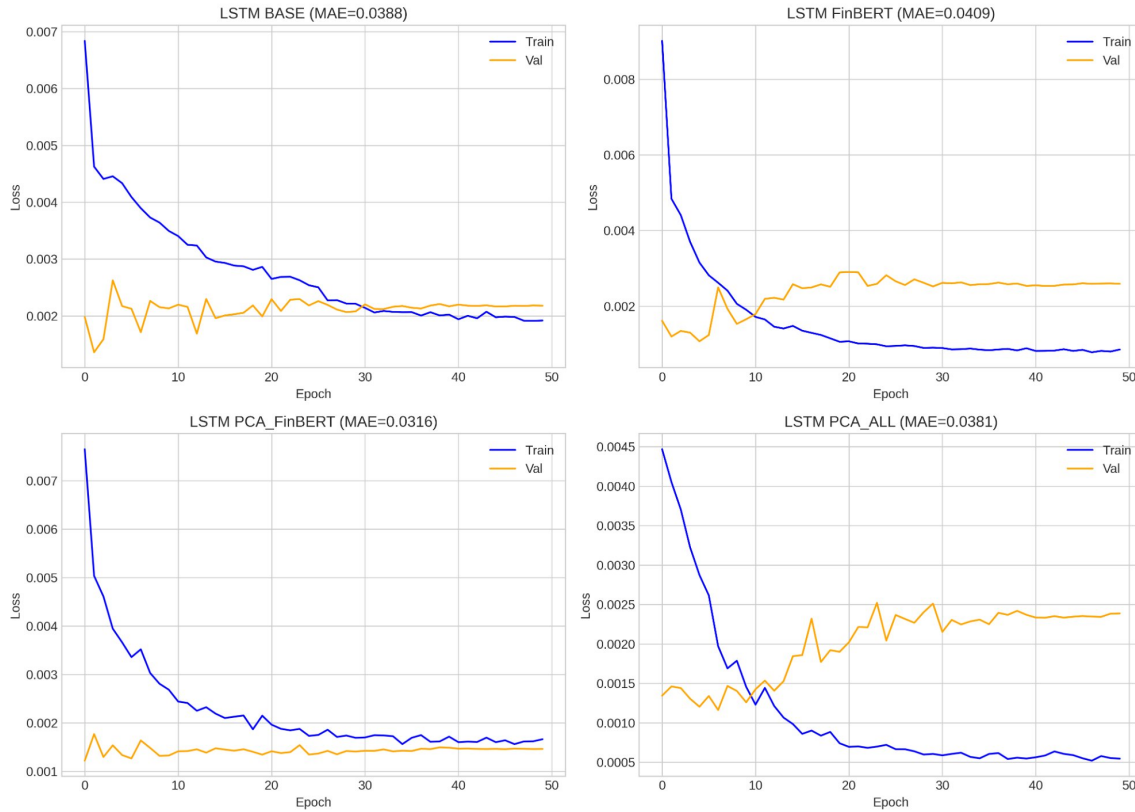 LSTM BASE (MAE=0.0388)
0.007
0.006
0.005
0.004
0.003
0.002
Loss
0
10
20
30
40
50
Epoch
Train
Val
LSTM FinBERT (MAE=0.0409)
0.008
0.006
0.004
0.002
Loss
0
10
20
30
40
50
Epoch
Train
Val
LSTM PCA_FinBERT (MAE=0.0316)
0.007
0.006
0.005
0.004
0.003
0.002
0.001
Loss
0
10
20
30
40
50
Epoch
Train
Val
LSTM PCA_ALL (MAE=0.0381)
0.0045
0.0040
0.0035
0.0030
0.0025
0.0020
0.0015
0.0010
0.0005
Loss
0
10
20
30
40
50
Epoch
Train
Val